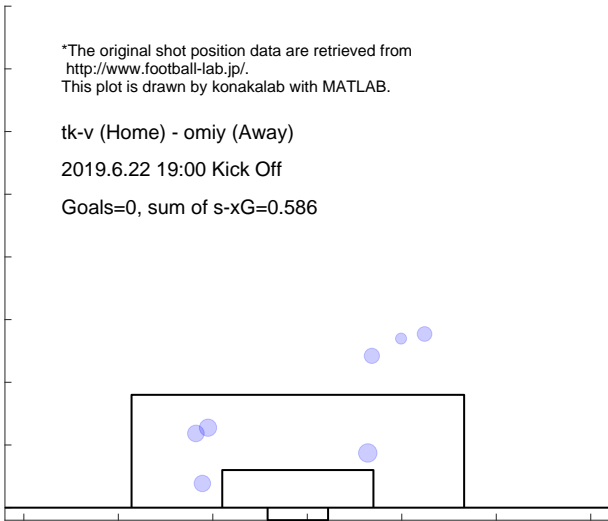 *The original shot position data are retrieved from
http://www.football-lab.jp/.
This plot is drawn by konakalab with MATLAB.
tk-v (Home) - omiy (Away)
2019.6.22 19:00 Kick Off
Goals=0, sum of s-xG=0.586